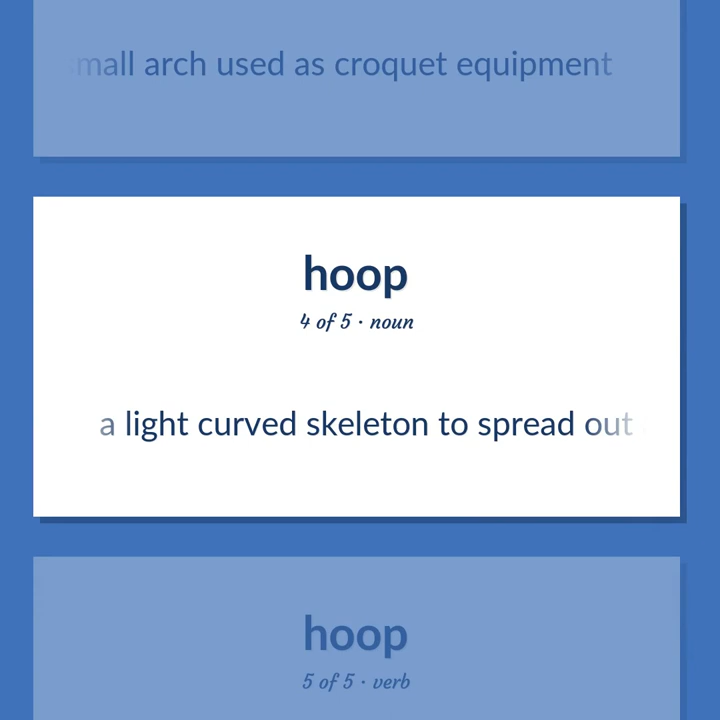 small arch used as croquet equipment
hoop
4 of 5 · noun
a light curved skeleton to spread out
hoop
5 of 5 · verb